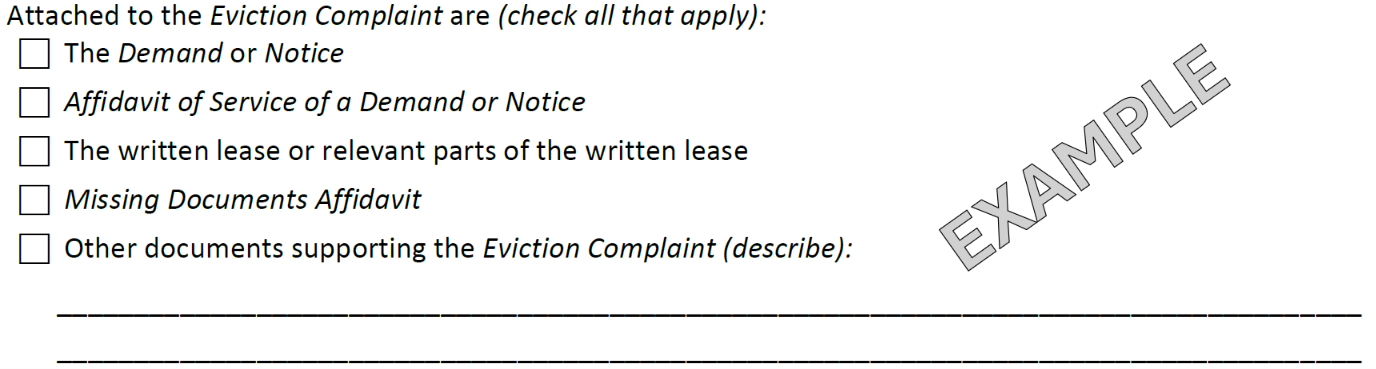 Attached to the Eviction Complaint are (check all that apply):
The Demand or Notice
Affidavit of Service of a Demand or Notice
The written lease or relevant parts of the written lease
Missing Documents Affidavit
Other documents supporting the Eviction Complaint (describe):
EXAMPLE